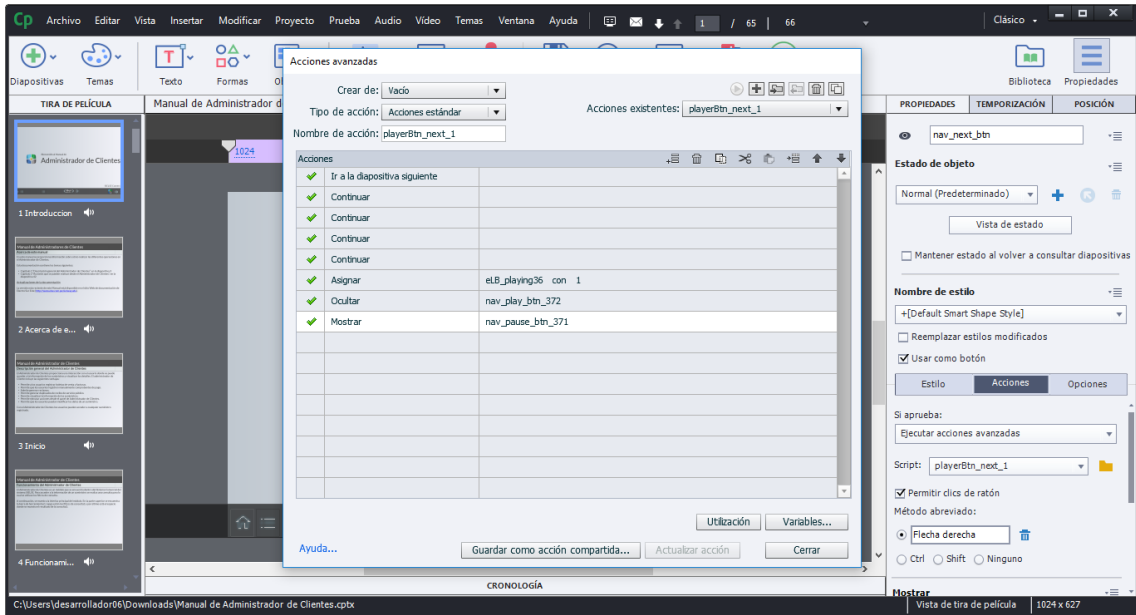 Cp Archivo Editar Vista Insertar Modificar Proyecto Prueba Audio Vídeo Temas Ventana Ayuda 1 / 65 66 Clásico
Diapositivas Temas Texto Formas Biblioteca Propiedades
TIRA DE PELÍCULA
Manual de Administrador d
1024
Administrador de Clientes
1 Introduccion
Manual de Administradores de Clientes
2 Acerca de e...
3 Inicio
4 Funcionami...
Acciones avanzadas
Crear de: Vacío
Tipo de acción: Acciones estándar
Acciones existentes: playerBtn_next_1
Nombre de acción: playerBtn_next_1
Acciones
Ir a la diapositiva siguiente
Continuar
Continuar
Continuar
Continuar
Asignar eLB_playing36 con 1
Ocultar nav_play_btn_372
Mostrar nav_pause_btn_371
Utilización Variables...
Ayuda... Guardar como acción compartida... Actualizar acción Cerrar
CRONOLOGÍA
PROPIEDADES TEMPORIZACIÓN POSICIÓN
nav_next_btn
Estado de objeto
Normal (Predeterminado)
Vista de estado
Mantener estado al volver a consultar diapositivas
Nombre de estilo
+[Default Smart Shape Style]
Reemplazar estilos modificados
Usar como botón
Estilo Acciones Opciones
Si aprueba:
Ejecutar acciones avanzadas
Script: playerBtn_next_1
Permitir clics de ratón
Método abreviado:
Flecha derecha
Ctrl Shift Ninguno
Mostrar
C:\Users\desarrollador06\Downloads\Manual de Administrador de Clientes.cptx Vista de tira de película 1024 x 627